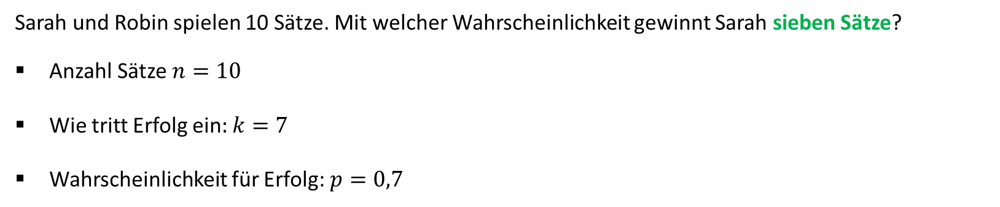 Sarah und Robin spielen 10 Sätze. Mit welcher Wahrscheinlichkeit gewinnt Sarah sieben Sätze?
▪ Anzahl Sätze n = 10
▪ Wie tritt Erfolg ein: k = 7
▪ Wahrscheinlichkeit für Erfolg: p = 0,7